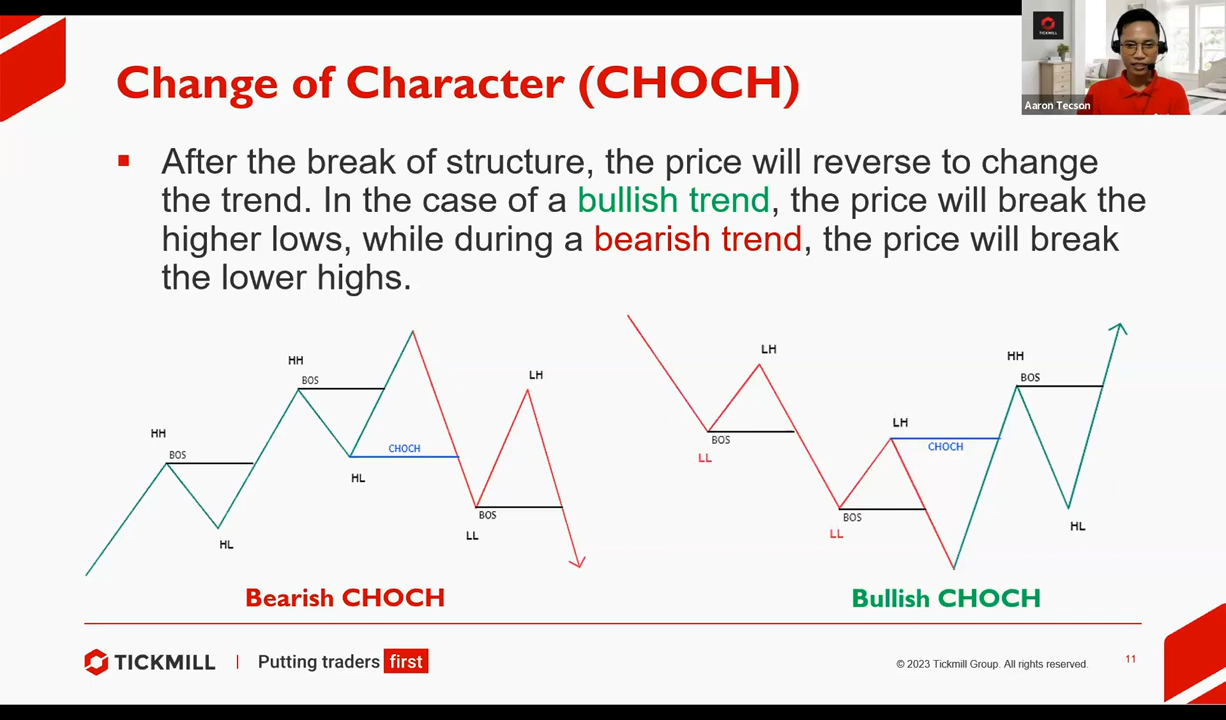 TICKMILL
Aaron Tecson
Change of Character (CHOCH)
After the break of structure, the price will reverse to change
the trend. In the case of a bullish trend, the price will break the
higher lows, while during a bearish trend, the price will break
the lower highs.
HH
BOS
HL
HH
BOS
HL
CHOCH
LH
BOS
LL
Bearish CHOCH
LH
BOS
LL
LH
CHOCH
BOS
LL
HH
BOS
HL
Bullish CHOCH
TICKMILL | Putting traders first
© 2023 Tickmill Group. All rights reserved.
11